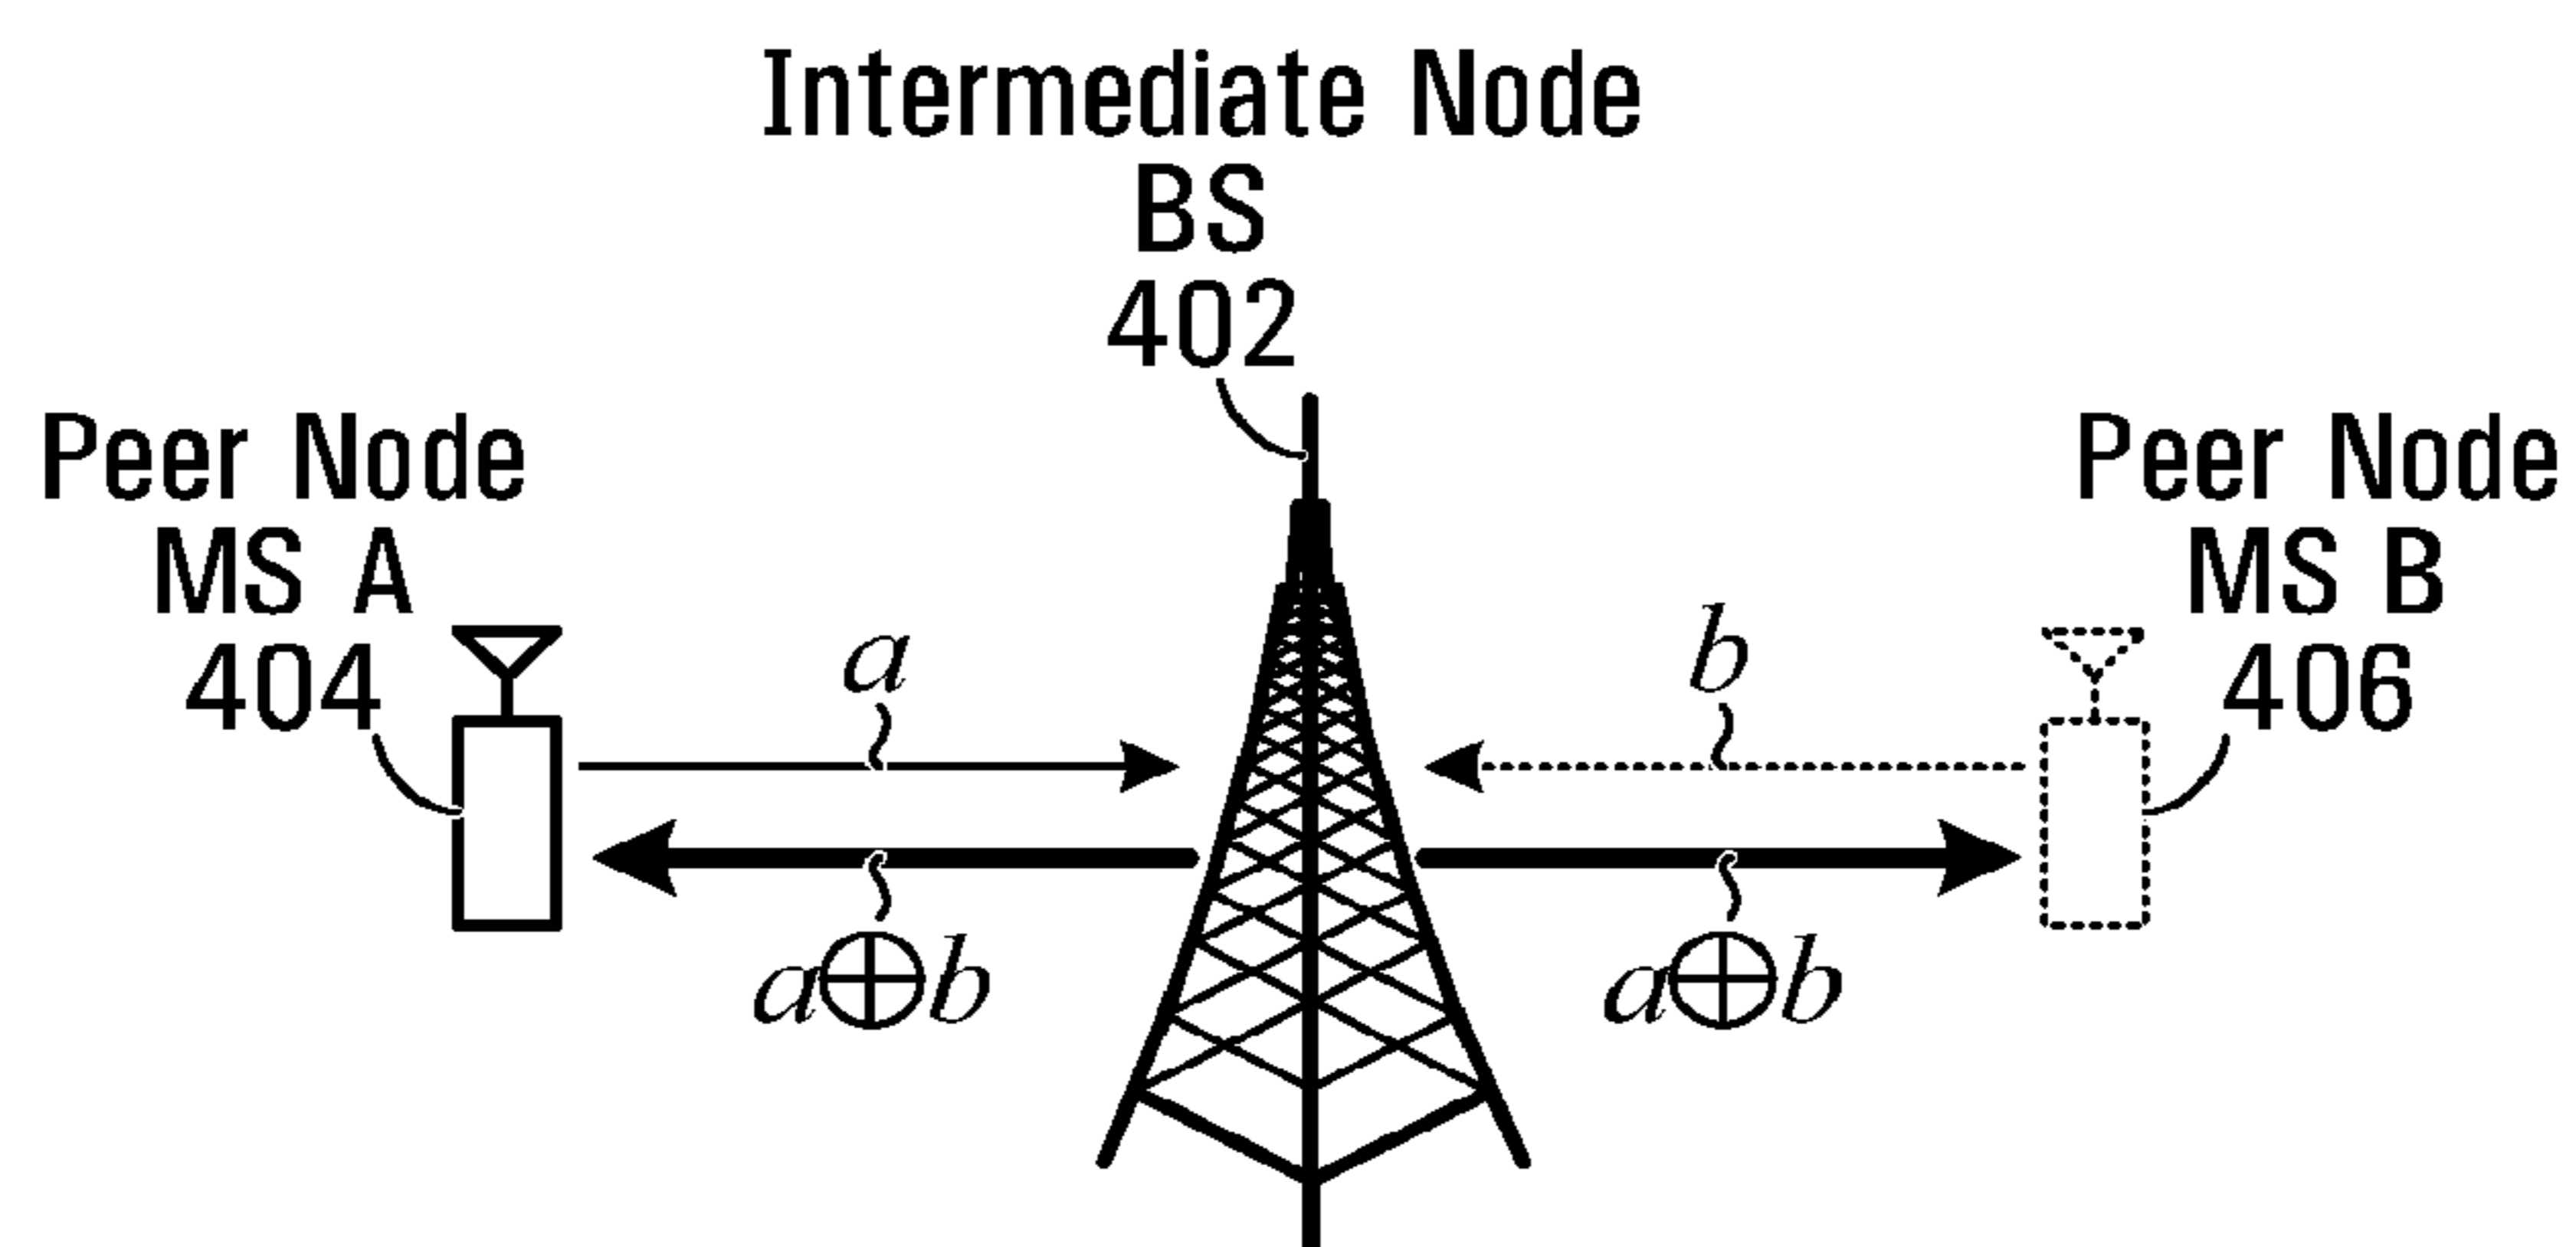 Intermediate Node
BS
402
Peer Node
MS A
404
Peer Node
MS B
406
a
b
a⊕b
a⊕b